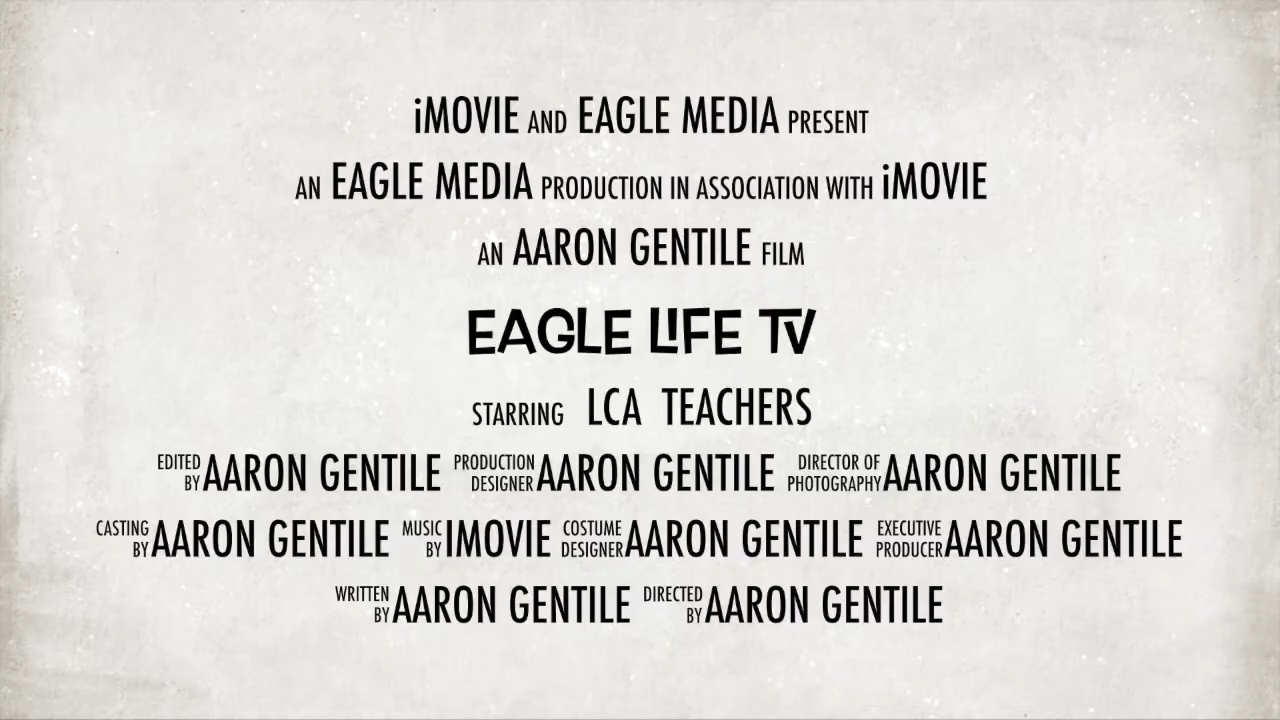 iMOVIE AND EAGLE MEDIA PRESENT
AN EAGLE MEDIA PRODUCTION IN ASSOCIATION WITH iMOVIE
AN AARON GENTILE FILM
EAGLE LIFE TV
STARRING LCA TEACHERS
EDITED BY AARON GENTILE PRODUCTION DESIGNER AARON GENTILE DIRECTOR OF PHOTOGRAPHY AARON GENTILE
CASTING BY AARON GENTILE MUSIC BY IMOVIE COSTUME DESIGNER AARON GENTILE EXECUTIVE PRODUCER AARON GENTILE
WRITTEN BY AARON GENTILE DIRECTED BY AARON GENTILE